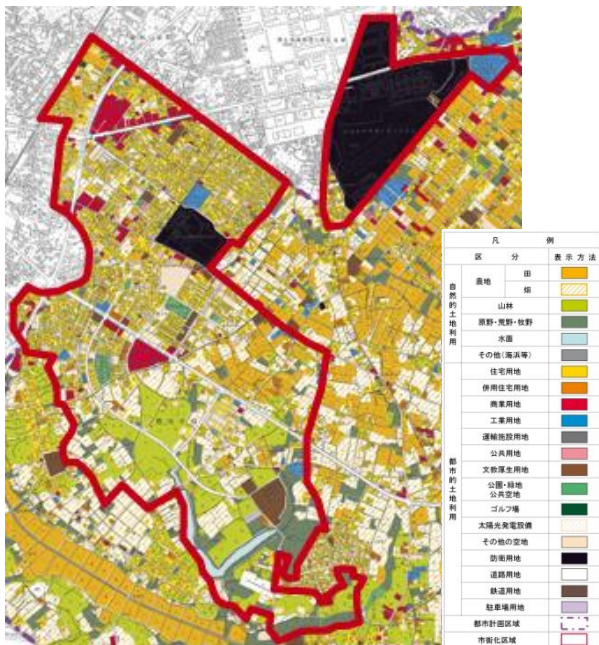 凡 例
区 分 表示方法
自然的土地利用
農地 田
畑
山林
原野・荒野・牧野
水面
その他(海浜等)
都市的土地利用
住宅用地
併用住宅用地
商業用地
工業用地
運輸施設用地
公共用地
文教厚生用地
公園・緑地
公共空地
ゴルフ場
太陽光発電設備
その他の空地
防衛用地
道路用地
鉄道用地
駐車場用地
都市計画区域
市街化区域